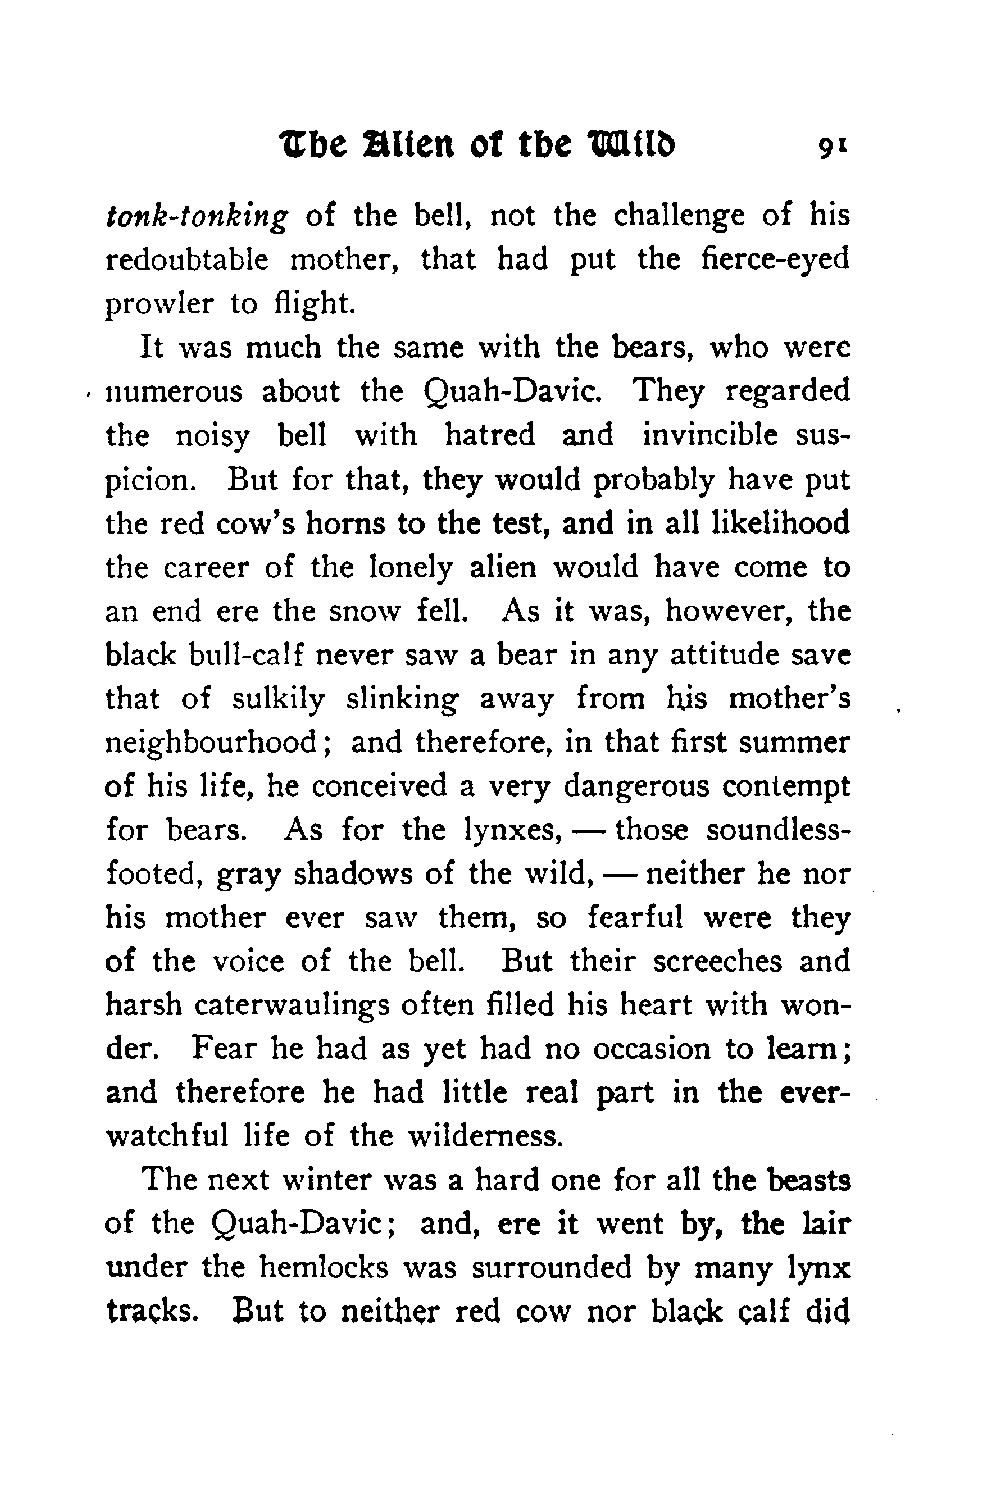 The Alien of the Wild 91
tonk-tonking of the bell, not the challenge of his
redoubtable mother, that had put the fierce-eyed
prowler to flight.
It was much the same with the bears, who were
numerous about the Quah-Davic. They regarded
the noisy bell with hatred and invincible sus-
picion. But for that, they would probably have put
the red cow's horns to the test, and in all likelihood
the career of the lonely alien would have come to
an end ere the snow fell. As it was, however, the
black bull-calf never saw a bear in any attitude save
that of sulkily slinking away from his mother's
neighbourhood; and therefore, in that first summer
of his life, he conceived a very dangerous contempt
for bears. As for the lynxes, — those soundless-
footed, gray shadows of the wild, — neither he nor
his mother ever saw them, so fearful were they
of the voice of the bell. But their screeches and
harsh caterwaulings often filled his heart with won-
der. Fear he had as yet had no occasion to learn;
and therefore he had little real part in the ever-
watchful life of the wilderness.
The next winter was a hard one for all the beasts
of the Quah-Davic; and, ere it went by, the lair
under the hemlocks was surrounded by many lynx
tracks. But to neither red cow nor black calf did